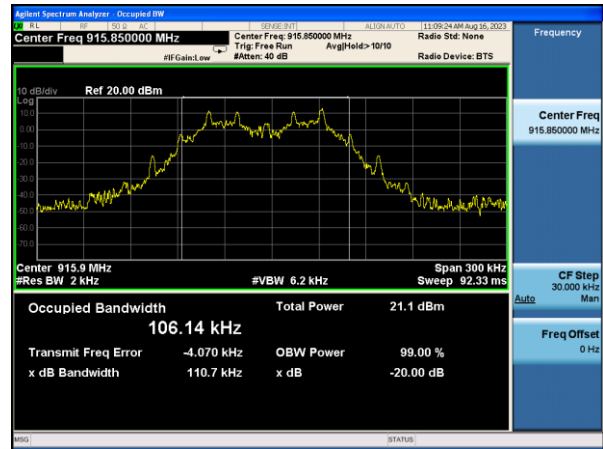 Agilent Spectrum Analyzer - Occupied BW
RL RF 50 Ω AC SENSE:INT ALIGN AUTO 11:09:24 AM Aug 16, 2023
Center Freq 915.850000 MHz Center Freq: 915.850000 MHz Radio Std: None Frequency
Trig: Free Run Avg|Hold:> 10/10
#IFGain:Low #Atten: 40 dB Radio Device: BTS
10 dB/div Ref 20.00 dBm
Log
10.0
0.00
-10.0
-20.0
-30.0
-40.0
-50.0
-60.0
-70.0
Center 915.9 MHz Span 300 kHz
#Res BW 2 kHz #VBW 6.2 kHz Sweep 92.33 ms
Occupied Bandwidth Total Power 21.1 dBm
106.14 kHz
Transmit Freq Error -4.070 kHz OBW Power 99.00 %
x dB Bandwidth 110.7 kHz x dB -20.00 dB
Center Freq
915.850000 MHz
CF Step
30.000 kHz
Auto Man
Freq Offset
0 Hz
MSG STATUS